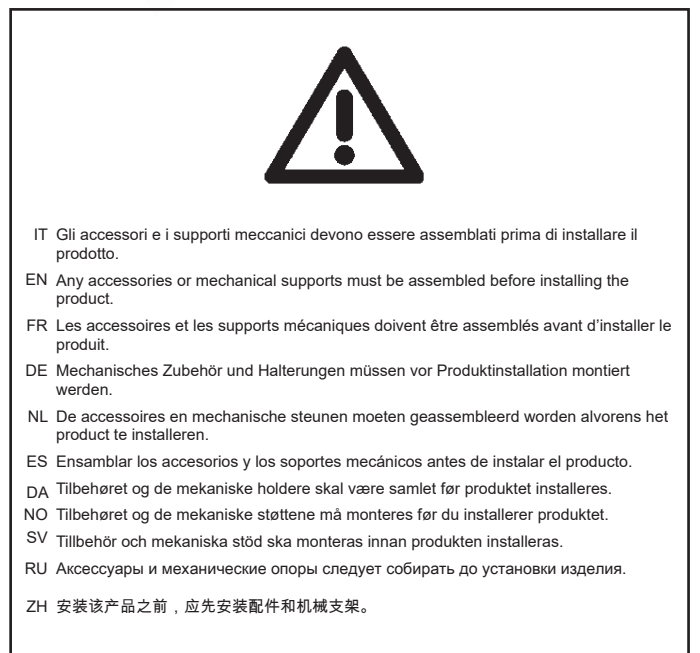 IT Gli accessori e i supporti meccanici devono essere assemblati prima di installare il
prodotto.
EN Any accessories or mechanical supports must be assembled before installing the
product.
FR Les accessoires et les supports mécaniques doivent être assemblés avant d’installer le
produit.
DE Mechanisches Zubehör und Halterungen müssen vor Produktinstallation montiert
werden.
NL De accessoires en mechanische steunen moeten geassembleerd worden alvorens het
product te installeren.
ES Ensamblar los accesorios y los soportes mecánicos antes de instalar el producto.
DA Tilbehøret og de mekaniske holdere skal være samlet før produktet installeres.
NO Tilbehøret og de mekaniske støttene må monteres før du installerer produktet.
SV Tillbehör och mekaniska stöd ska monteras innan produkten installeras.
RU Аксессуары и механические опоры следует собирать до установки изделия.
ZH 安装该产品之前，应先安装配件和机械支架。